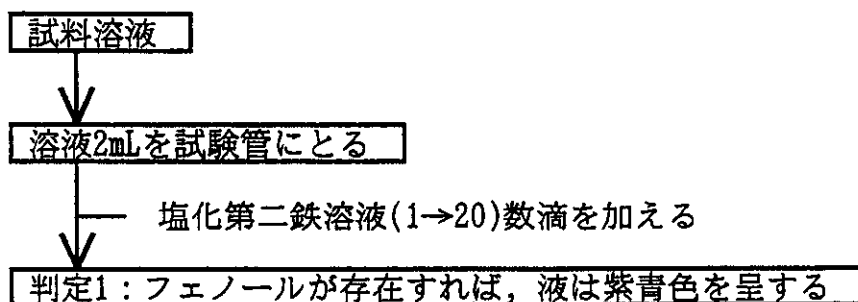 試料溶液
溶液2mLを試験管にとる
塩化第二鉄溶液(1→20)数滴を加える
判定1：フェノールが存在すれば，液は紫青色を呈する